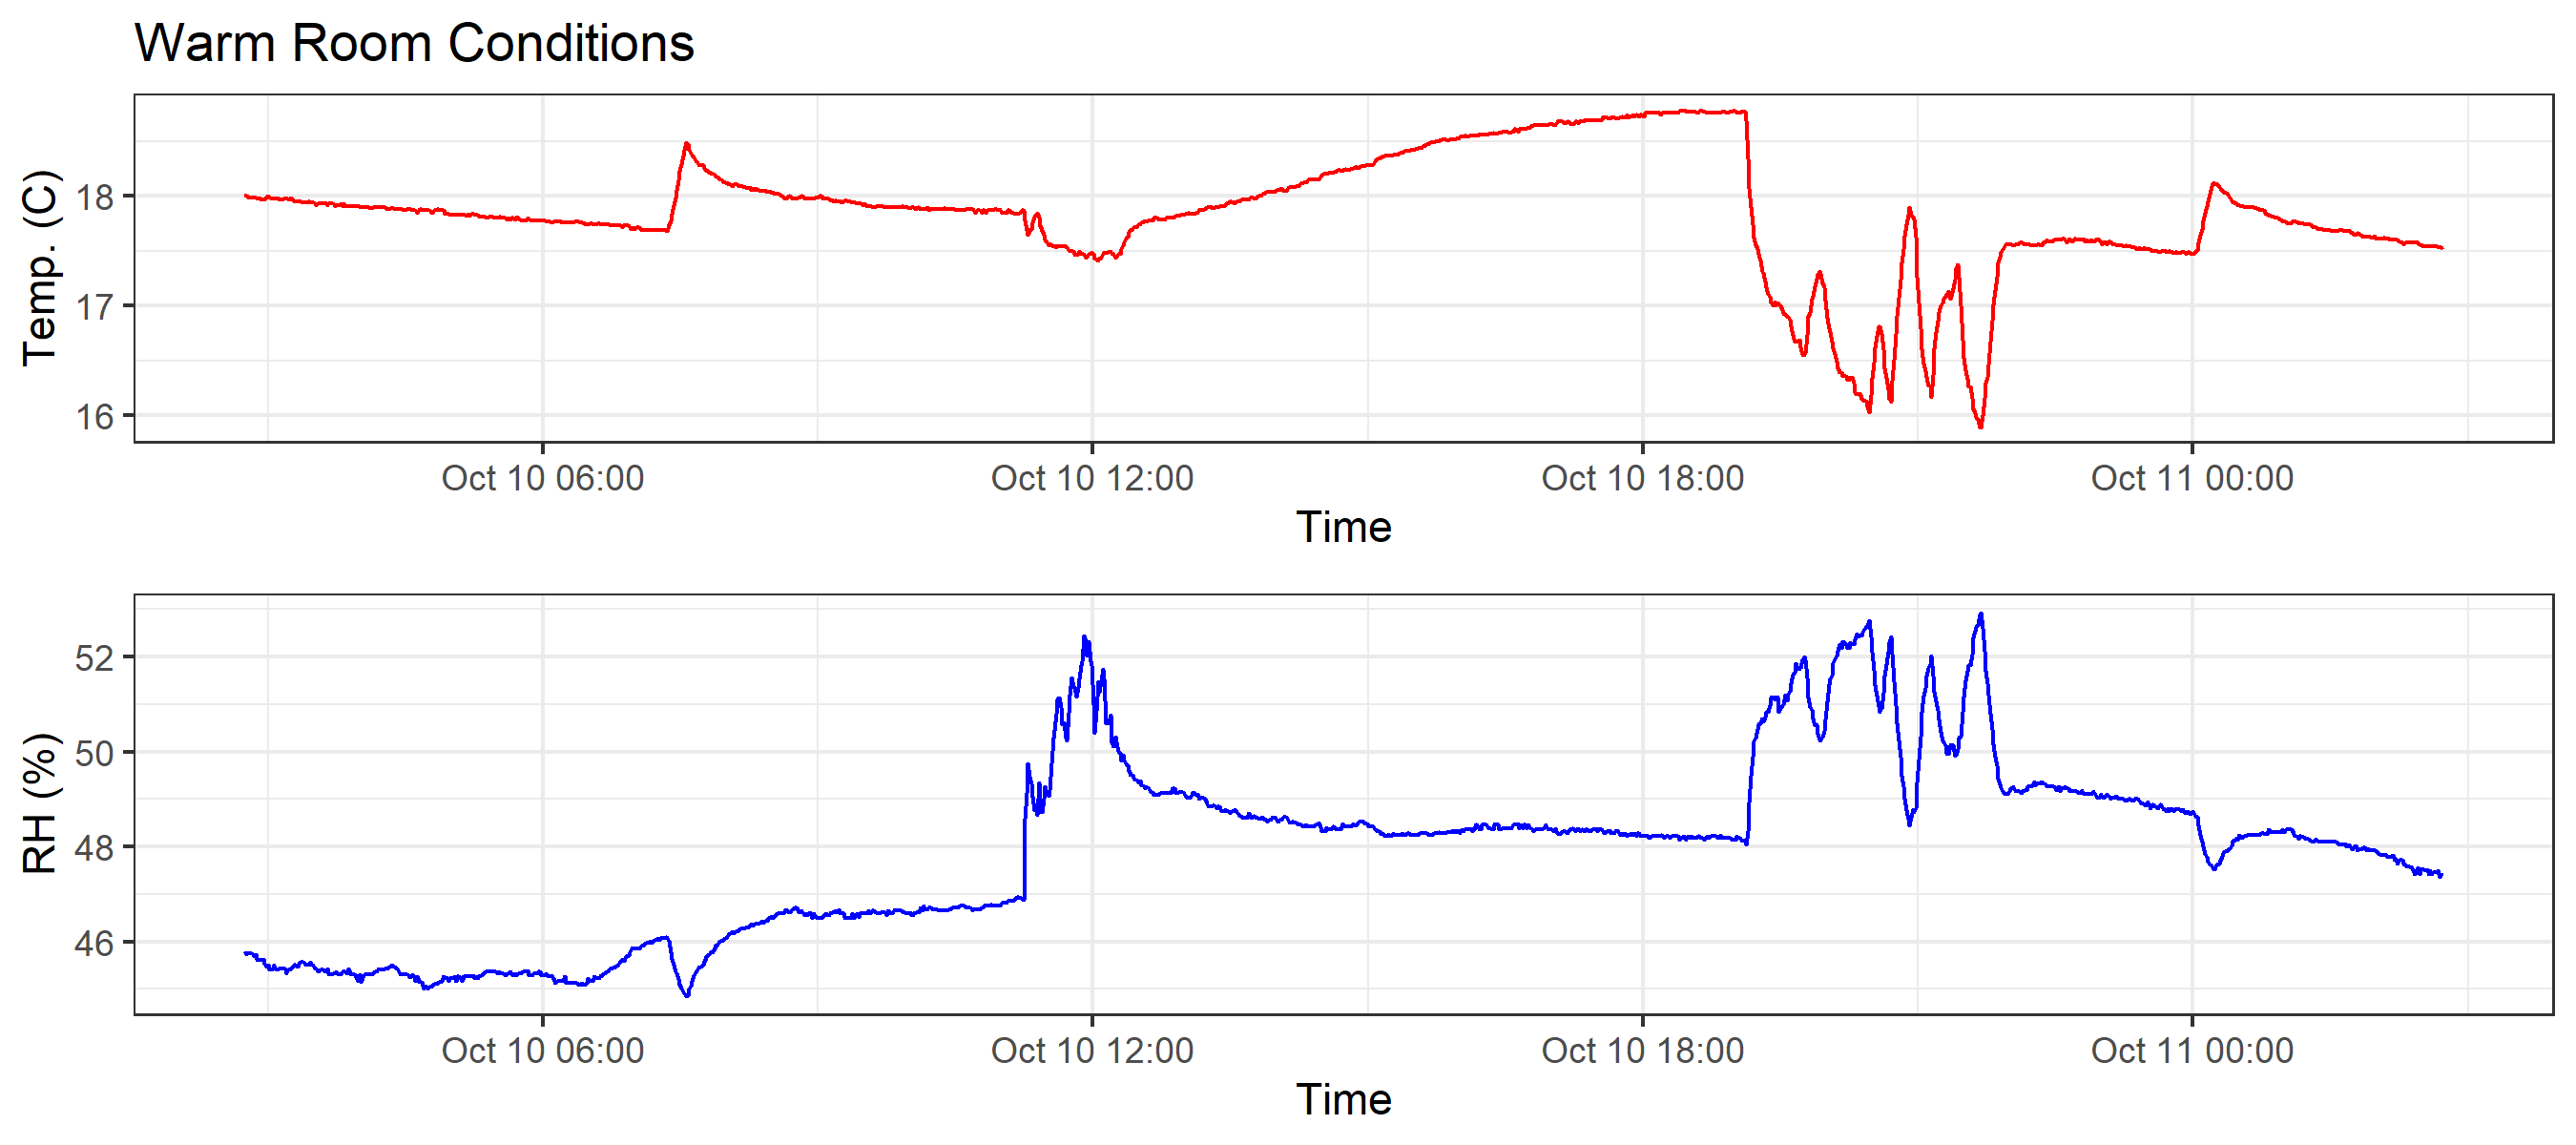 Warm Room Conditions
Temp. (C)
18
17
16
Oct 10 06:00
Oct 10 12:00
Oct 10 18:00
Oct 11 00:00
Time
RH (%)
52
50
48
46
Oct 10 06:00
Oct 10 12:00
Oct 10 18:00
Oct 11 00:00
Time